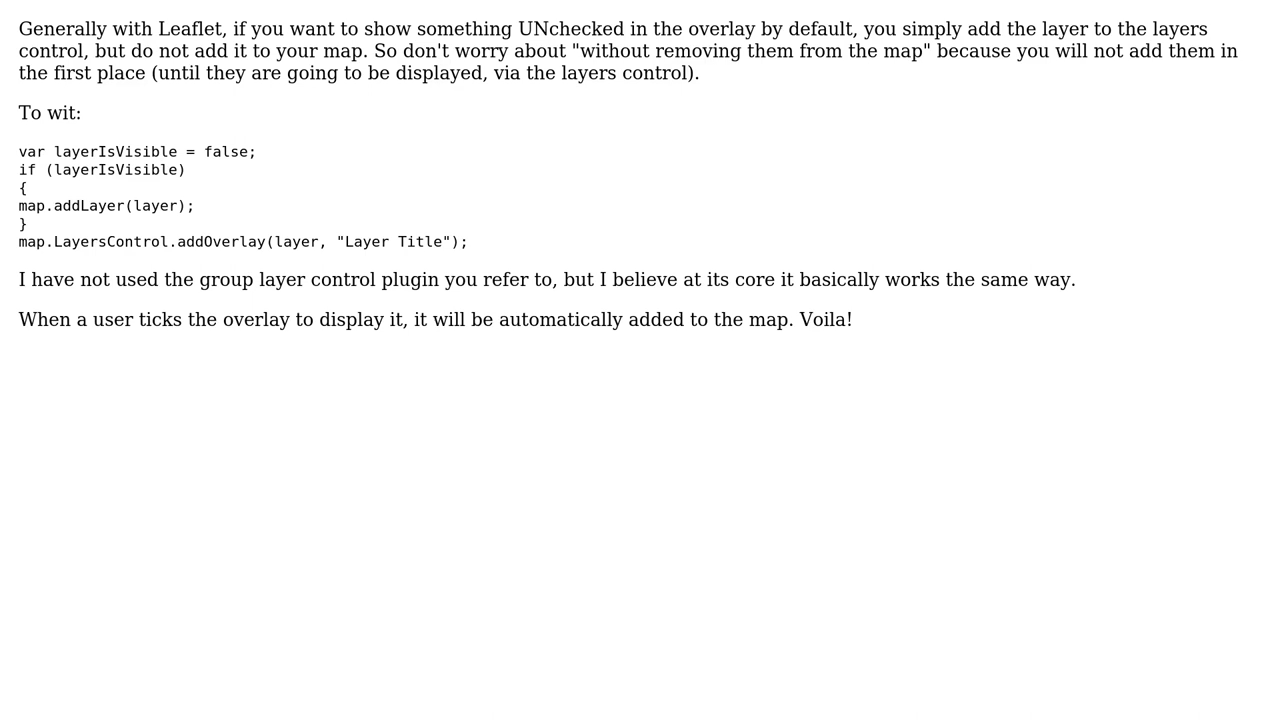 Generally with Leaflet, if you want to show something UNchecked in the overlay by default, you simply add the layer to the layers
control, but do not add it to your map. So don't worry about "without removing them from the map" because you will not add them in
the first place (until they are going to be displayed, via the layers control).
To wit:
var layerIsVisible = false;
if (layerIsVisible)
{
map.addLayer(layer);
}
map.LayersControl.addOverlay(layer, "Layer Title");
I have not used the group layer control plugin you refer to, but I believe at its core it basically works the same way.
When a user ticks the overlay to display it, it will be automatically added to the map. Voila!